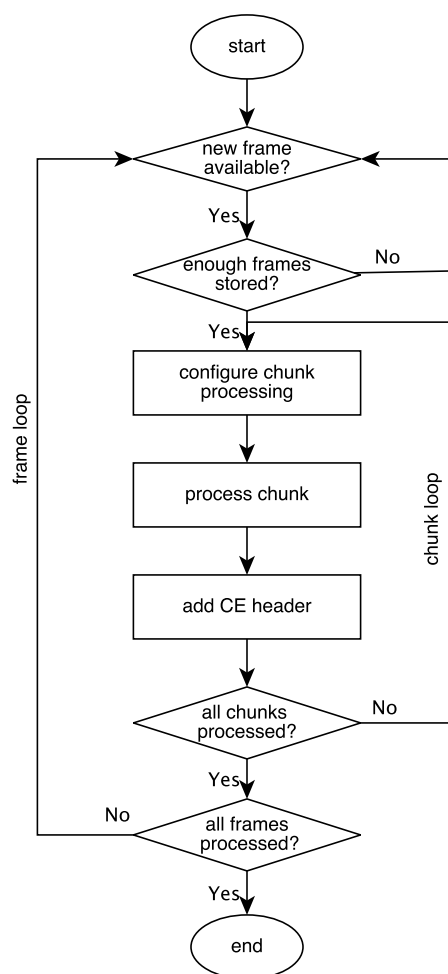 start
new frame
available?
Yes
enough frames
stored?
No
Yes
configure chunk
processing
frame loop
process chunk
chunk loop
add CE header
all chunks
processed?
No
Yes
No
all frames
processed?
Yes
end